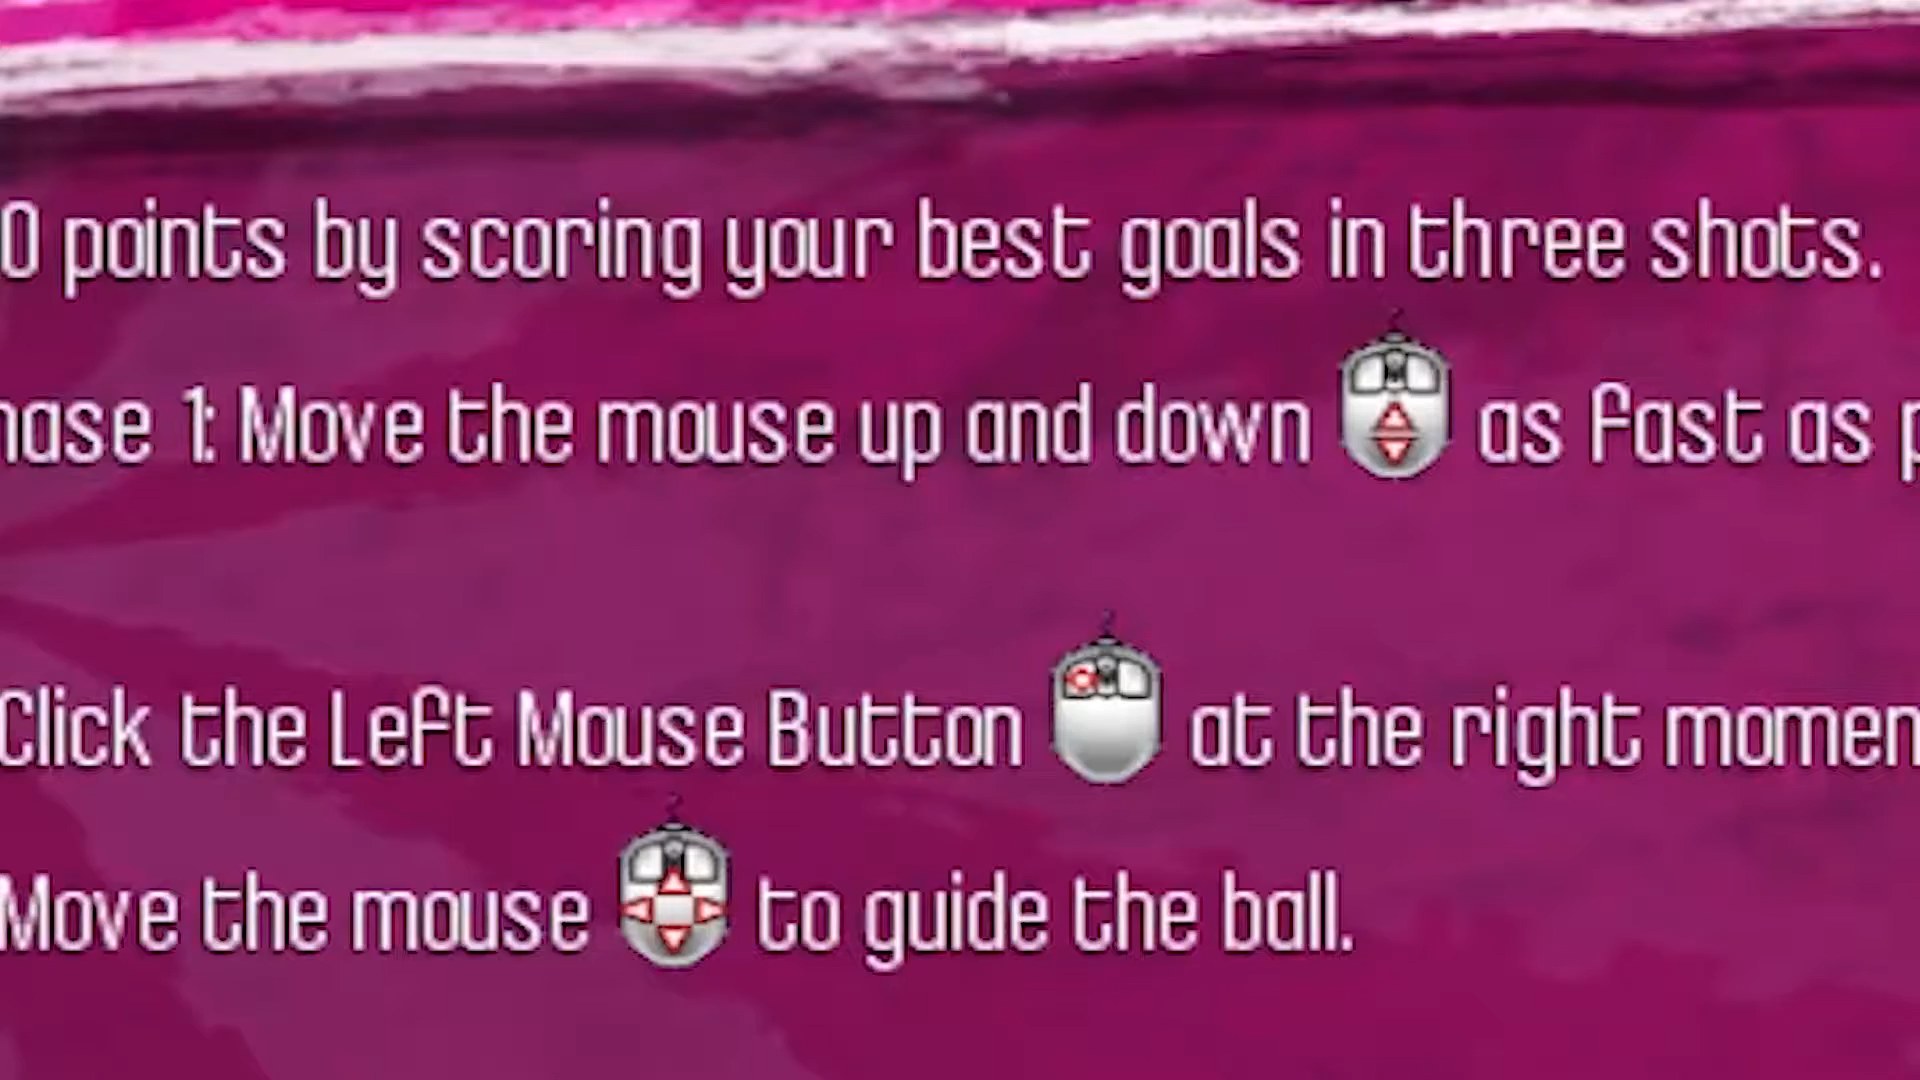 0 points by scoring your best goals in three shots.
hase 1: Move the mouse up and down as fast as p
Click the Left Mouse Button at the right momen
Move the mouse to guide the ball.